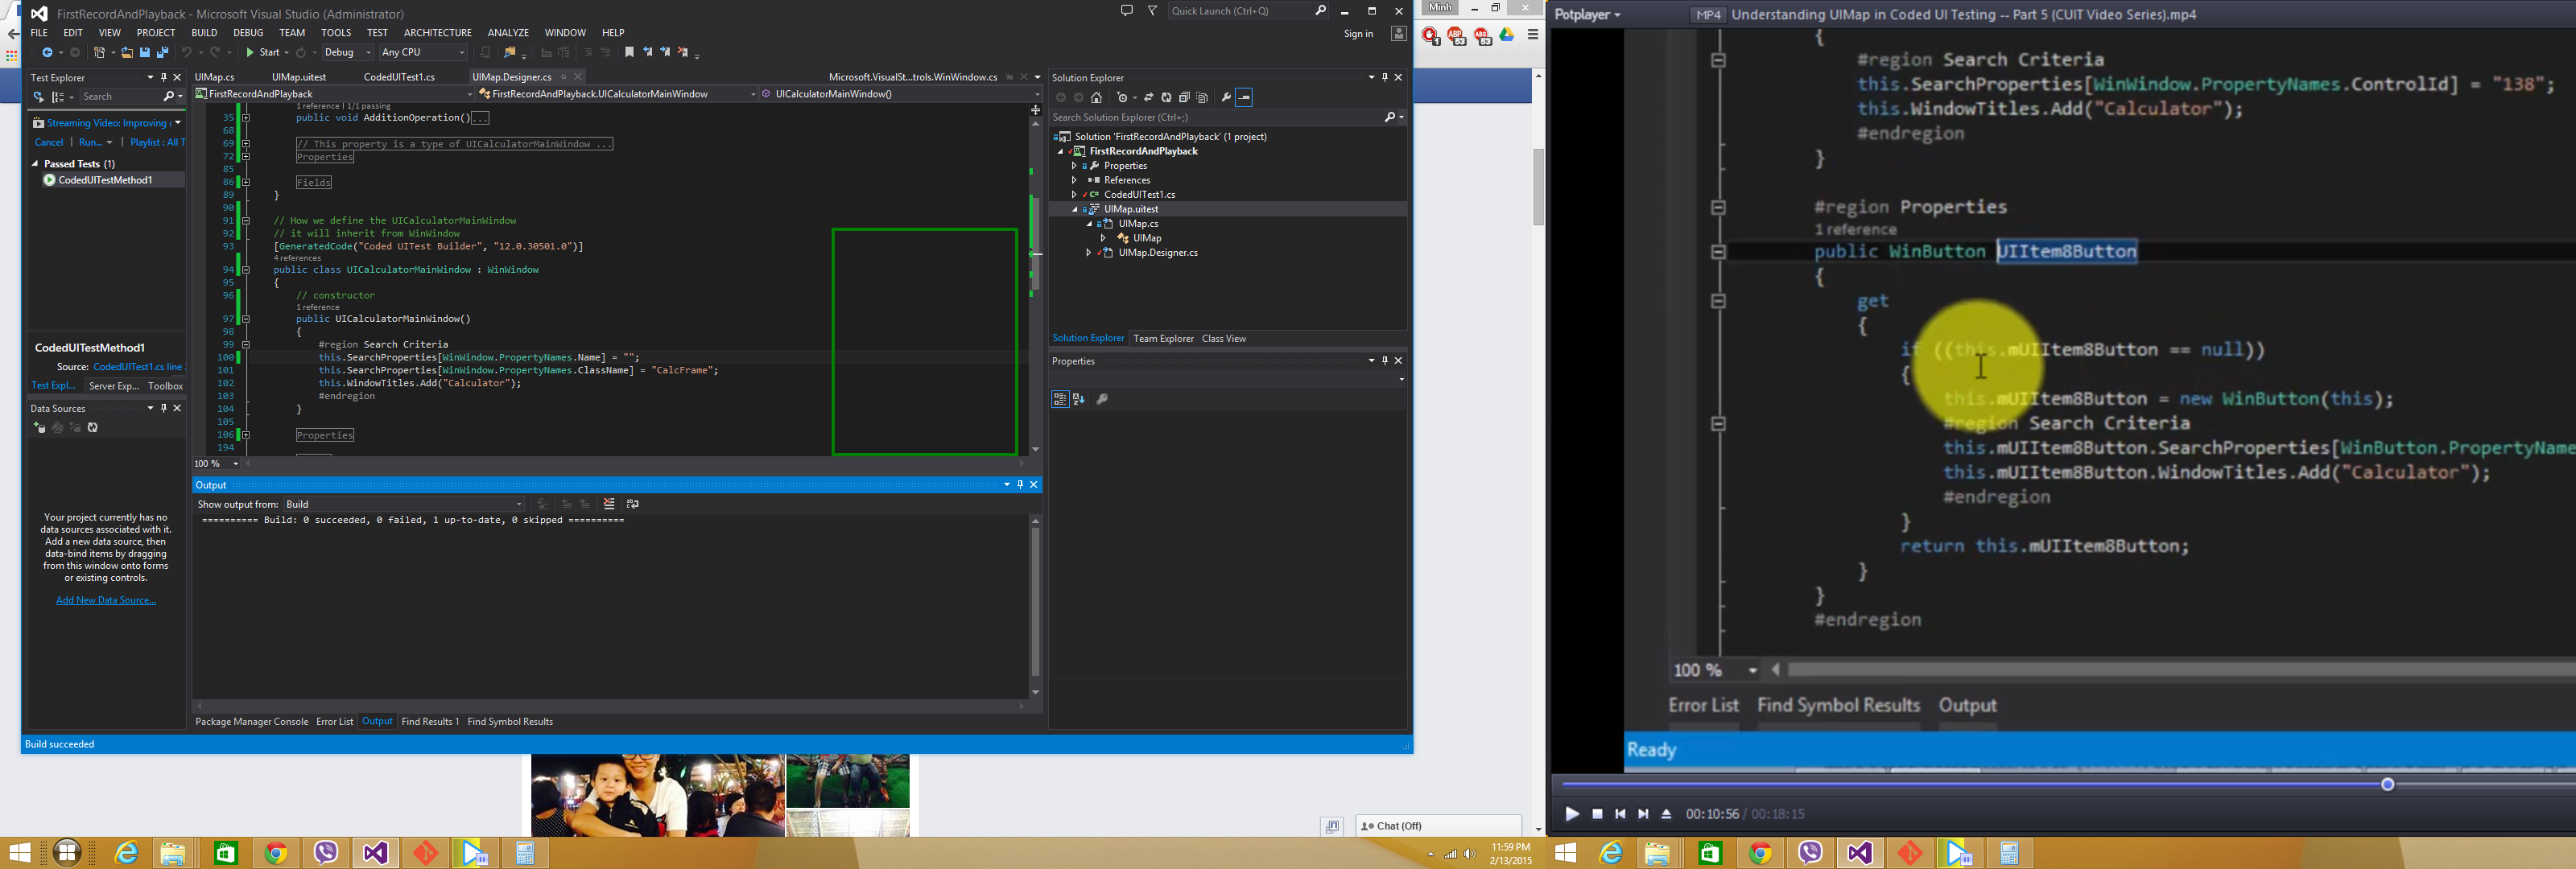 FirstRecordAndPlayback - Microsoft Visual Studio (Administrator)
Quick Launch (Ctrl+Q)
FILE EDIT VIEW PROJECT BUILD DEBUG TEAM TOOLS TEST ARCHITECTURE ANALYZE WINDOW HELP
Sign in
Start Debug Any CPU
Test Explorer
Search
Streaming Video: Improving
Cancel Run... Playlist : All T
Passed Tests (1)
CodedUITestMethod1
CodedUITestMethod1
Source: CodedUITest1.cs line
Test Expl... Server Exp... Toolbox
Data Sources
Your project currently has no
data sources associated with it.
Add a new data source, then
data-bind items by dragging
from this window onto forms
or existing controls.
Add New Data Source...
UIMap.cs UIMap.uitest CodedUITest1.cs UIMap.Designer.cs Microsoft.VisualSt...trols.WinWindow.cs
FirstRecordAndPlayback FirstRecordAndPlayback.UICalculatorMainWindow UICalculatorMainWindow()
1 reference | 1/1 passing
35 public void AdditionOperation()...
68
69 // This property is a type of UICalculatorMainWindow ...
72 Properties
85
86 Fields
89 }
90
91 // How we define the UICalculatorMainWindow
92 // it will inherit from WinWindow
93 [GeneratedCode("Coded UITest Builder", "12.0.30501.0")]
4 references
94 public class UICalculatorMainWindow : WinWindow
95 {
96 // constructor
1 reference
97 public UICalculatorMainWindow()
98 {
99 #region Search Criteria
100 this.SearchProperties[WinWindow.PropertyNames.Name] = "";
101 this.SearchProperties[WinWindow.PropertyNames.ClassName] = "CalcFrame";
102 this.WindowTitles.Add("Calculator");
103 #endregion
104 }
105
106 Properties
194
100 %
Output
Show output from: Build
========== Build: 0 succeeded, 0 failed, 1 up-to-date, 0 skipped ==========
Package Manager Console Error List Output Find Results 1 Find Symbol Results
Build succeeded
Solution Explorer
Search Solution Explorer (Ctrl+;)
Solution 'FirstRecordAndPlayback' (1 project)
FirstRecordAndPlayback
Properties
References
CodedUITest1.cs
UIMap.uitest
UIMap.cs
UIMap
UIMap.Designer.cs
Solution Explorer Team Explorer Class View
Properties
Minh
ABP
Chat (Off)
11:59 PM
2/13/2015
Potplayer MP4 Understanding UIMap in Coded UI Testing -- Part 5 (CUIT Video Series).mp4
{
#region Search Criteria
this.SearchProperties[WinWindow.PropertyNames.ControlId] = "138";
this.WindowTitles.Add("Calculator");
#endregion
}
#region Properties
1 reference
public WinButton UIItem8Button
{
get
{
if ((this.mUIItem8Button == null))
{
this.mUIItem8Button = new WinButton(this);
#region Search Criteria
this.mUIItem8Button.SearchProperties[WinButton.PropertyName
this.mUIItem8Button.WindowTitles.Add("Calculator");
#endregion
}
return this.mUIItem8Button;
}
}
#endregion
100 %
Error List Find Symbol Results Output
Ready
00:10:56 / 00:18:15